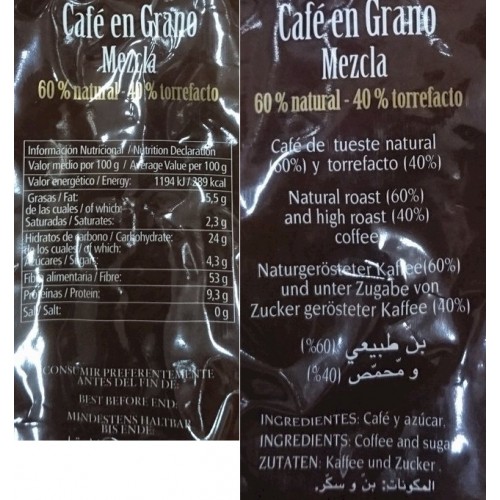 Café en Grano
Mezcla
60 % natural - 40 % torrefacto
Información Nutricional / Nutrition Declaration
Valor medio por 100 g / Average Value per 100 g
Valor energético / Energy: 1194 kJ / 289 kcal
Grasas / Fat: 5,5 g
de las cuales / of which:
Saturadas / Saturates: 2,3 g
Hidratos de carbono / Carbohydrate: 24 g
de los cuales / of which:
Azúcares / Sugars: 4,3 g
Fibra alimentaria / Fibre: 53 g
Proteínas / Protein: 9,3 g
Sal / Salt: 0 g
CONSUMIR PREFERENTEMENTE
ANTES DEL FIN DE:
BEST BEFORE END:
MINDESTENS HALTBAR
BIS ENDE:
Café en Grano
Mezcla
60 % natural - 40 % torrefacto
Café de tueste natural
(60%) y torrefacto (40%)
Natural roast (60%)
and high roast (40%)
coffee
Naturgerösteter Kaffee (60%)
und unter Zugabe von
Zucker gerösteter Kaffee (40%)
بن طبيعي (60%)
و محمّص (40%)
INGREDIENTES: Café y azúcar.
INGREDIENTS: Coffee and sugar
ZUTATEN: Kaffee und Zucker.
المكونات: بنّ و سكّر.